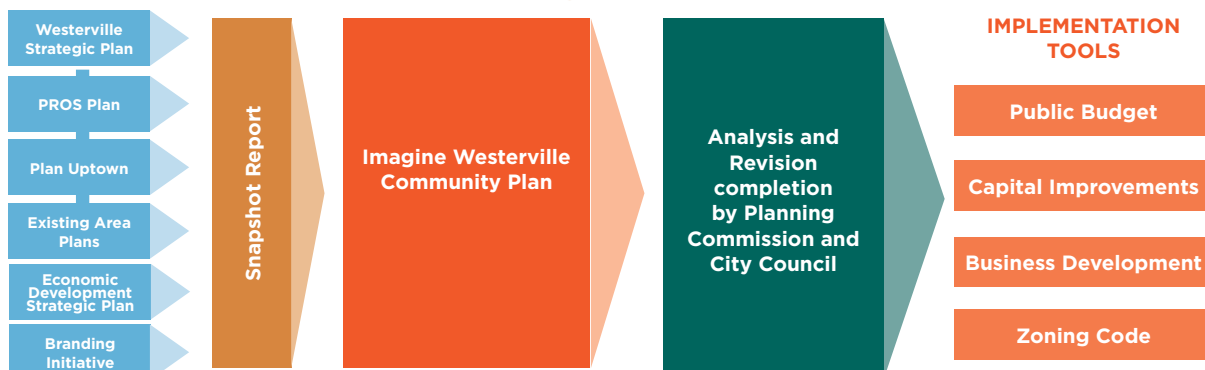 Westerville
Strategic Plan
PROS Plan
Plan Uptown
Existing Area
Plans
Economic
Development
Strategic Plan
Branding
Initiative
Snapshot Report
Imagine Westerville
Community Plan
Analysis and
Revision
completion
by Planning
Commission and
City Council
IMPLEMENTATION
TOOLS
Public Budget
Capital Improvements
Business Development
Zoning Code